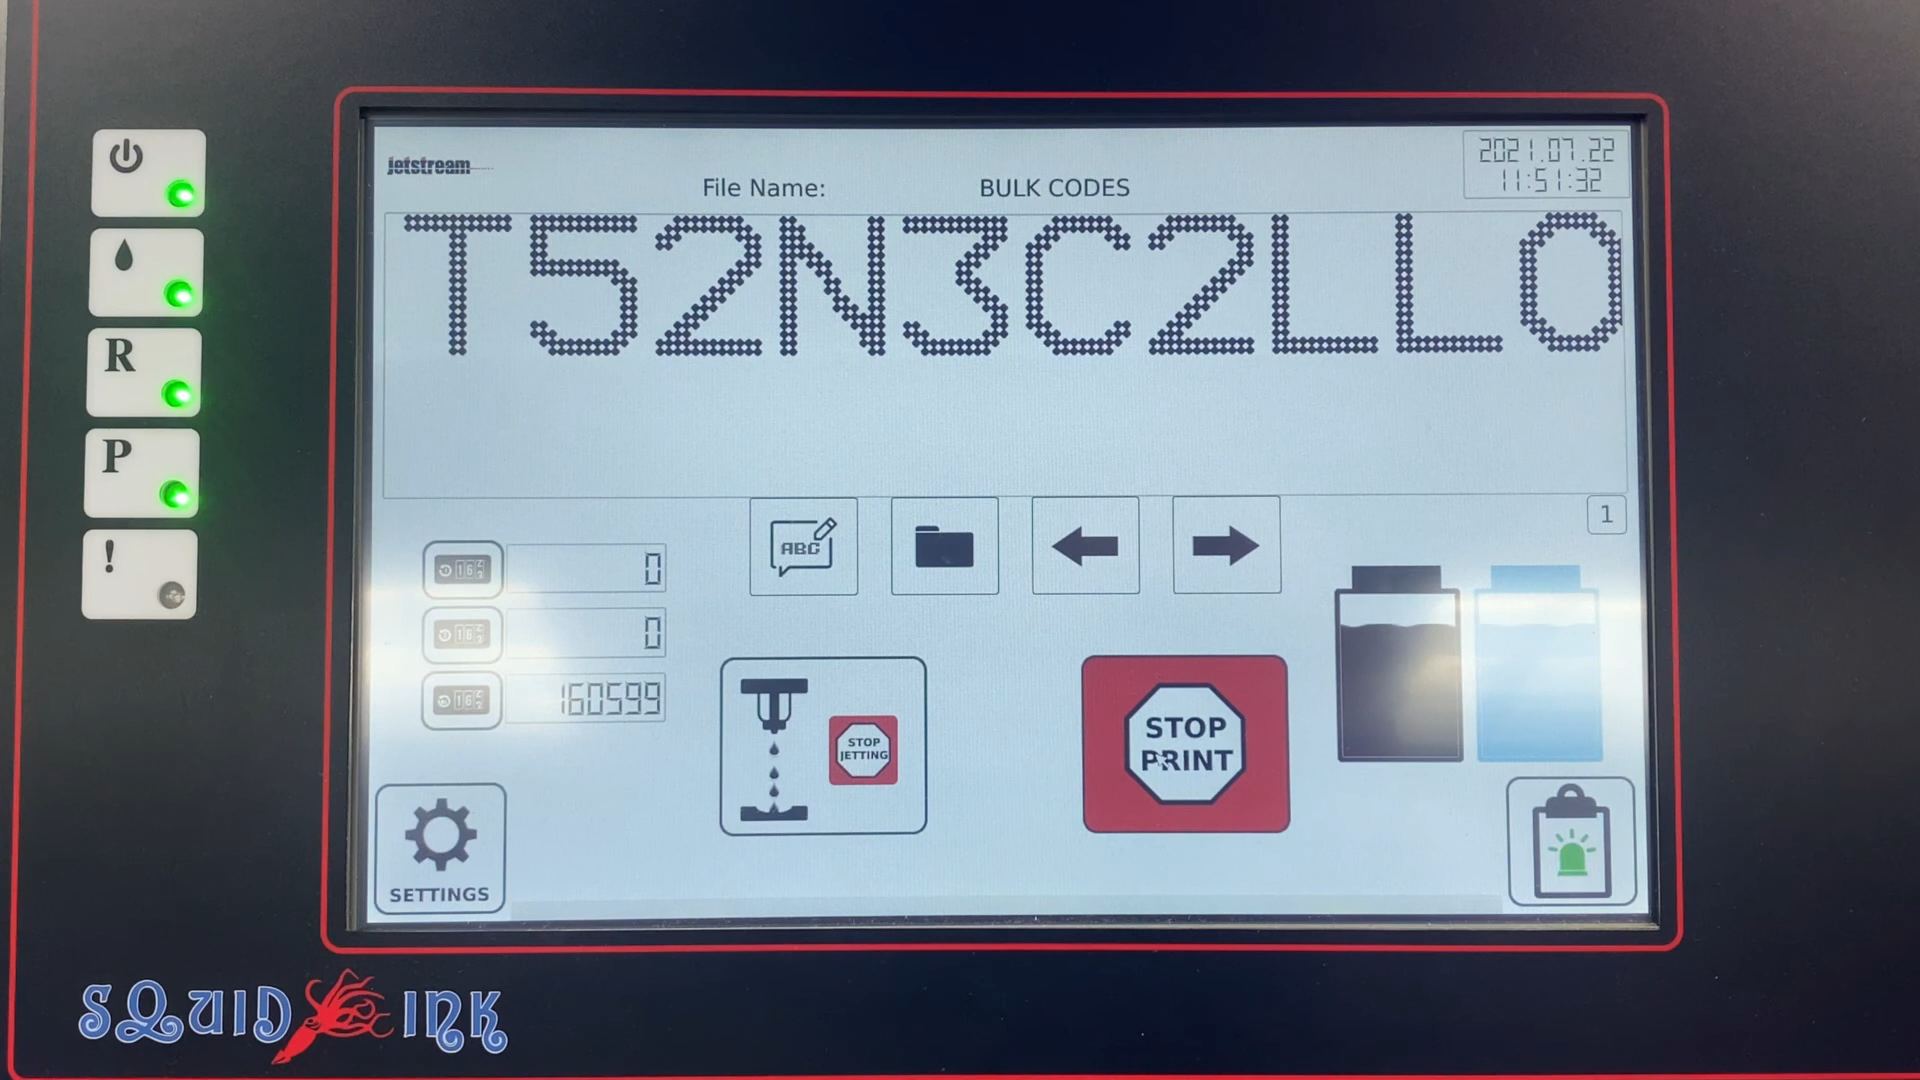 jetstream
File Name: BULK CODES
2021.07.22
11:51:32
T52N3C2LLO
R
P
!
ABC
1
0
0
160599
STOP
JETTING
STOP
PRINT
SETTINGS
SQUID INK